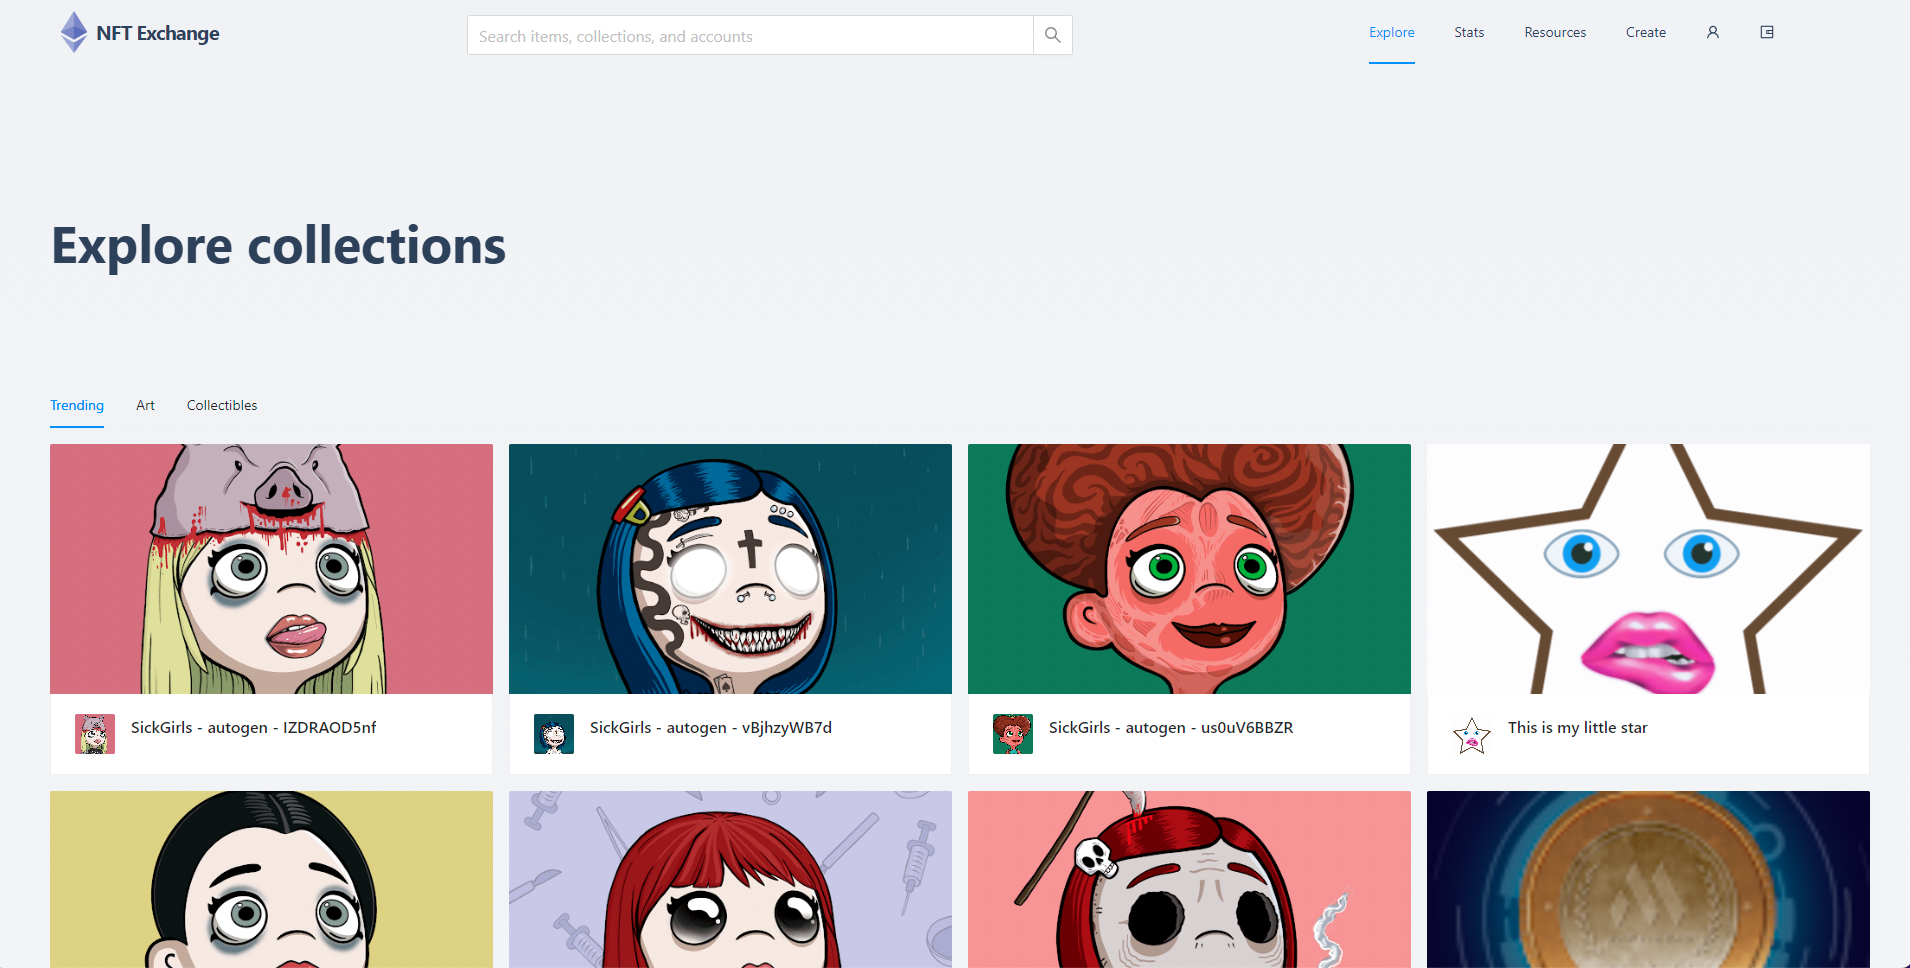 NFT Exchange
Search items, collections, and accounts
Explore
Stats
Resources
Create
Explore collections
Trending
Art
Collectibles
SickGirls - autogen - IZDRAOD5nf
SickGirls - autogen - vBjhzyWB7d
SickGirls - autogen - us0uV6BBZR
This is my little star